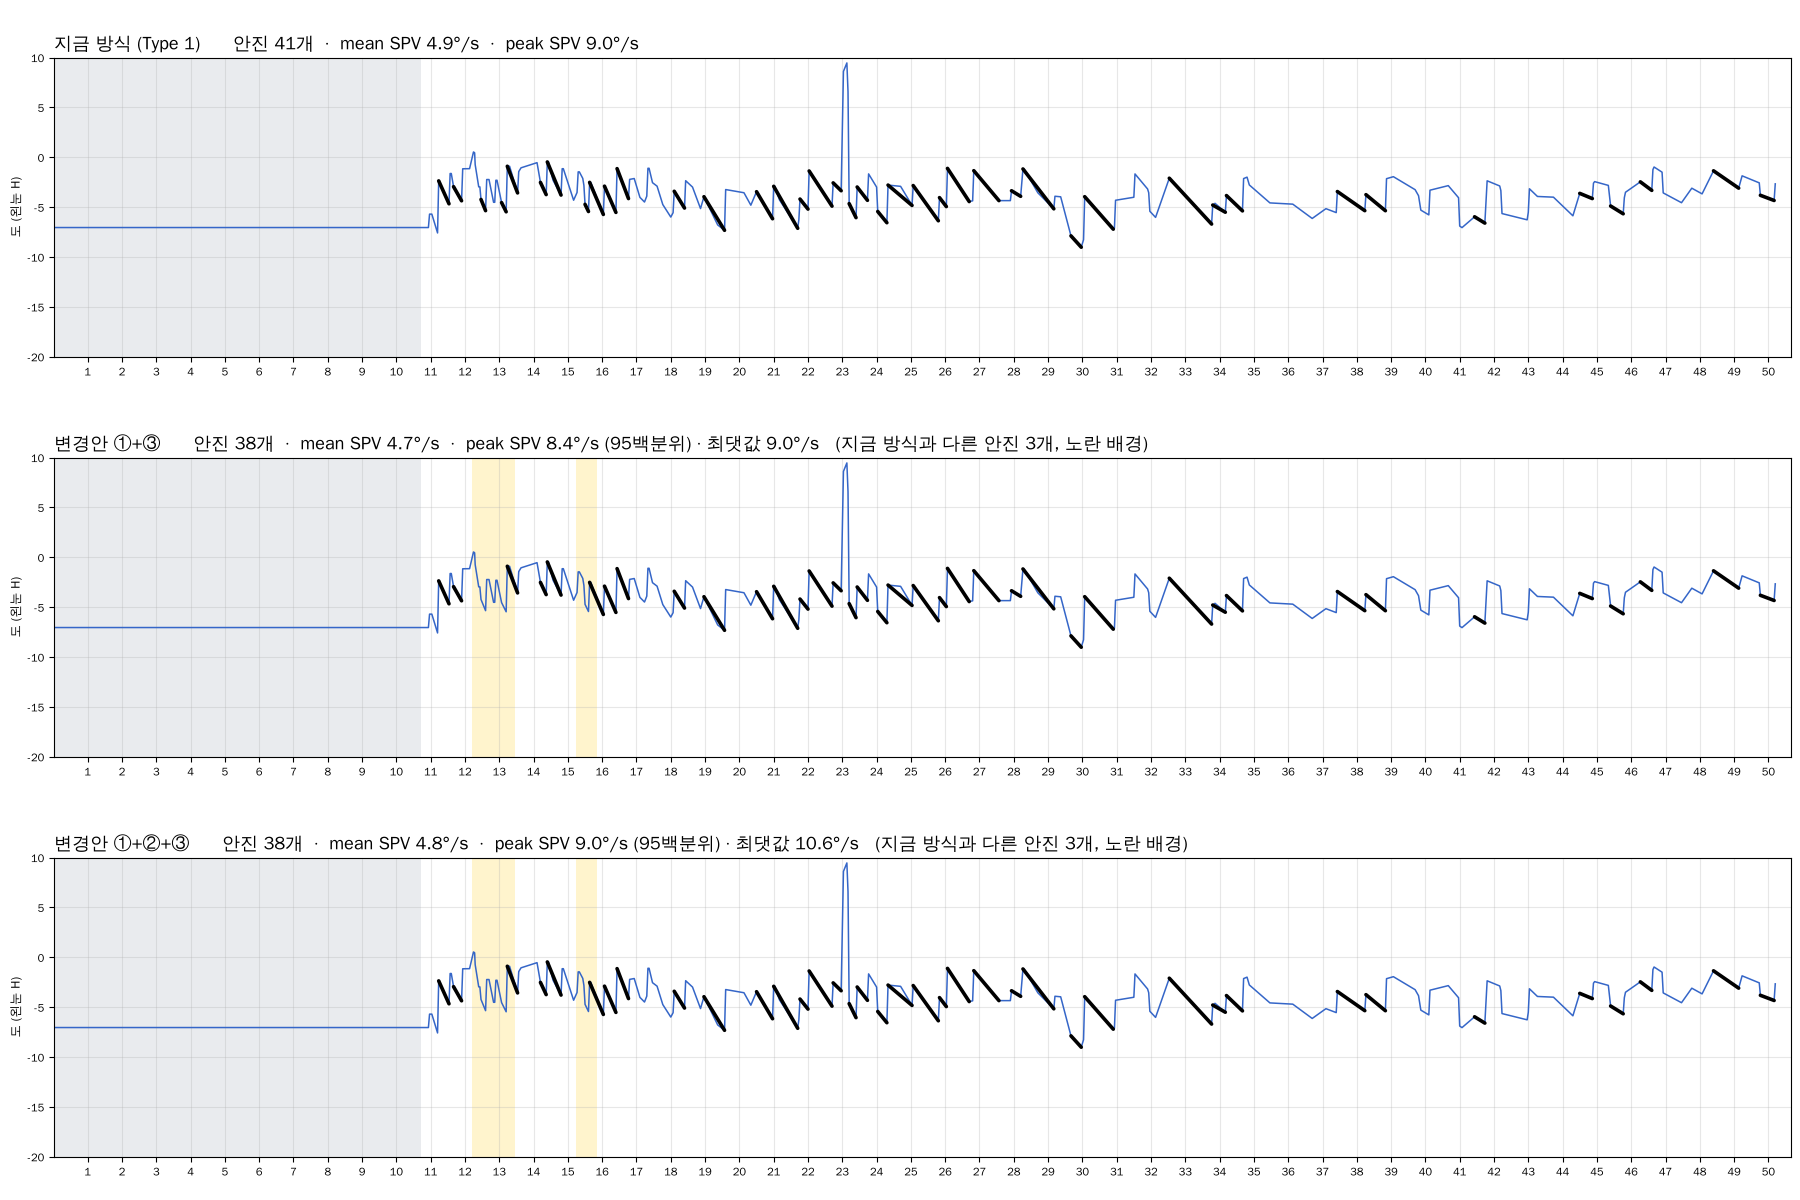 지금 방식 (Type 1) 안진 41개 · mean SPV 4.9°/s · peak SPV 9.0°/s
10
5
0
-5
-10
-15
-20
도 (왼눈 H)
1 2 3 4 5 6 7 8 9 10 11 12 13 14 15 16 17 18 19 20 21 22 23 24 25 26 27 28 29 30 31 32 33 34 35 36 37 38 39 40 41 42 43 44 45 46 47 48 49 50
변경안 ①+③ 안진 38개 · mean SPV 4.7°/s · peak SPV 8.4°/s (95백분위) · 최댓값 9.0°/s (지금 방식과 다른 안진 3개, 노란 배경)
10
5
0
-5
-10
-15
-20
도 (왼눈 H)
1 2 3 4 5 6 7 8 9 10 11 12 13 14 15 16 17 18 19 20 21 22 23 24 25 26 27 28 29 30 31 32 33 34 35 36 37 38 39 40 41 42 43 44 45 46 47 48 49 50
변경안 ①+②+③ 안진 38개 · mean SPV 4.8°/s · peak SPV 9.0°/s (95백분위) · 최댓값 10.6°/s (지금 방식과 다른 안진 3개, 노란 배경)
10
5
0
-5
-10
-15
-20
도 (왼눈 H)
1 2 3 4 5 6 7 8 9 10 11 12 13 14 15 16 17 18 19 20 21 22 23 24 25 26 27 28 29 30 31 32 33 34 35 36 37 38 39 40 41 42 43 44 45 46 47 48 49 50